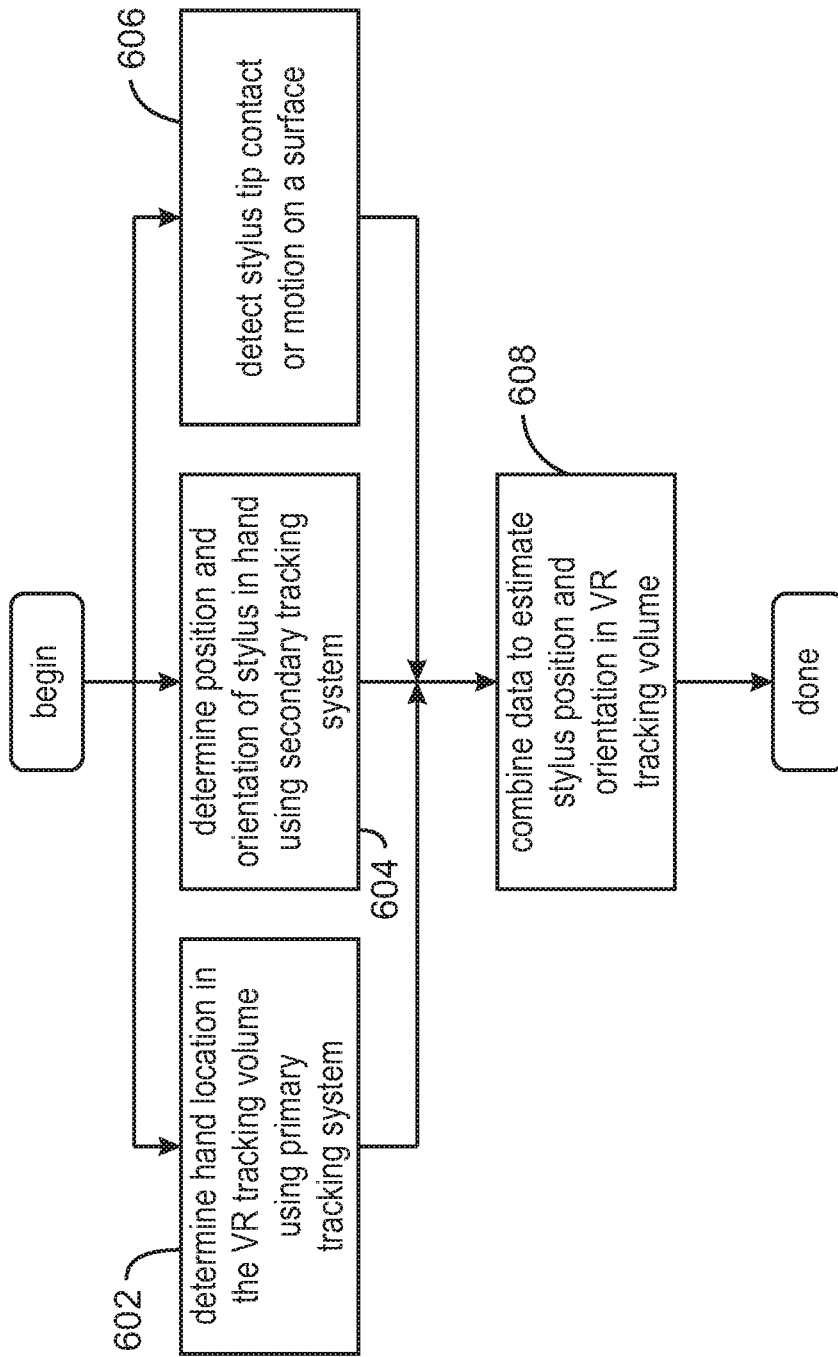 begin
602
determine hand location in
the VR tracking volume
using primary
tracking system
604
determine position and
orientation of stylus in hand
using secondary tracking
system
606
detect stylus tip contact
or motion on a surface
608
combine data to estimate
stylus position and
orientation in VR
tracking volume
done